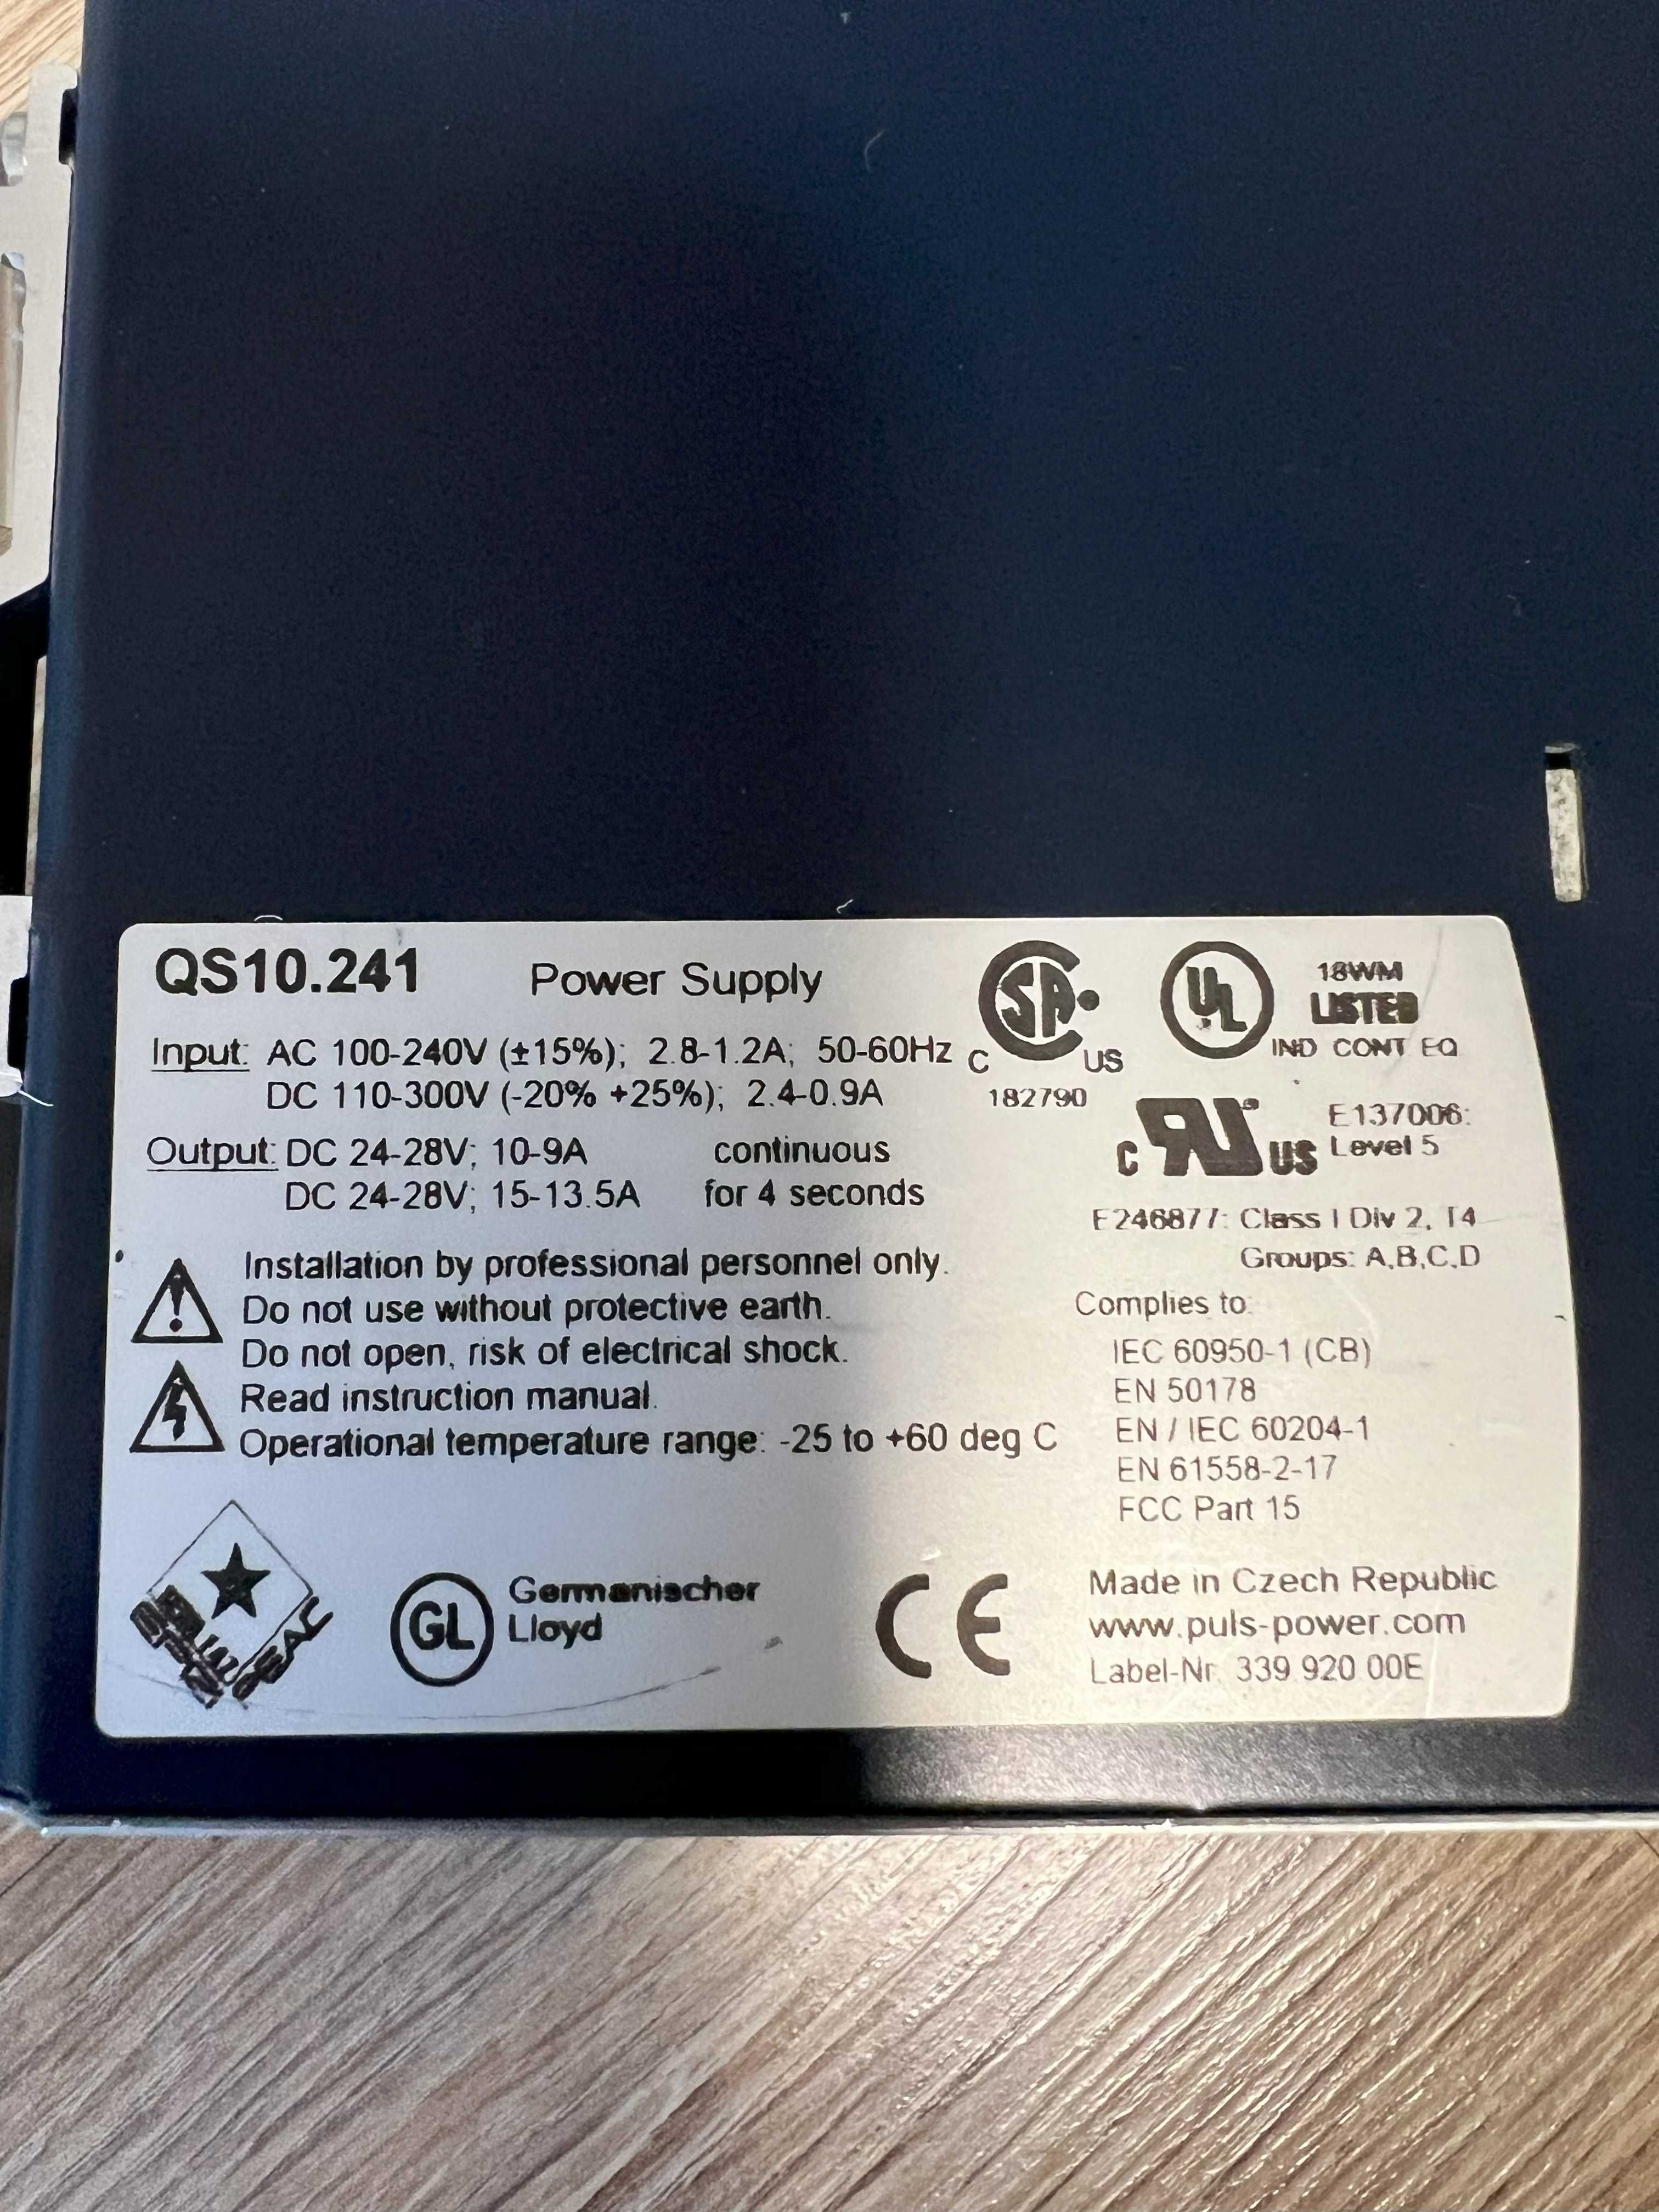 QS10.241 Power Supply
Input: AC 100-240V (±15%); 2.8-1.2A; 50-60Hz
DC 110-300V (-20% +25%); 2.4-0.9A
Output: DC 24-28V; 10-9A continuous
DC 24-28V; 15-13.5A for 4 seconds
Installation by professional personnel only.
Do not use without protective earth.
Do not open, risk of electrical shock.
Read instruction manual.
Operational temperature range: -25 to +60 deg C
GL Germanischer
Lloyd
C SA US
182790
UL 18WM
LISTED
IND CONT EQ
C RU US E137006:
Level 5
E246877: Class I Div 2, T4
Groups: A,B,C,D
Complies to:
IEC 60950-1 (CB)
EN 50178
EN / IEC 60204-1
EN 61558-2-17
FCC Part 15
CE
Made in Czech Republic
www.puls-power.com
Label-Nr. 339.920.00E